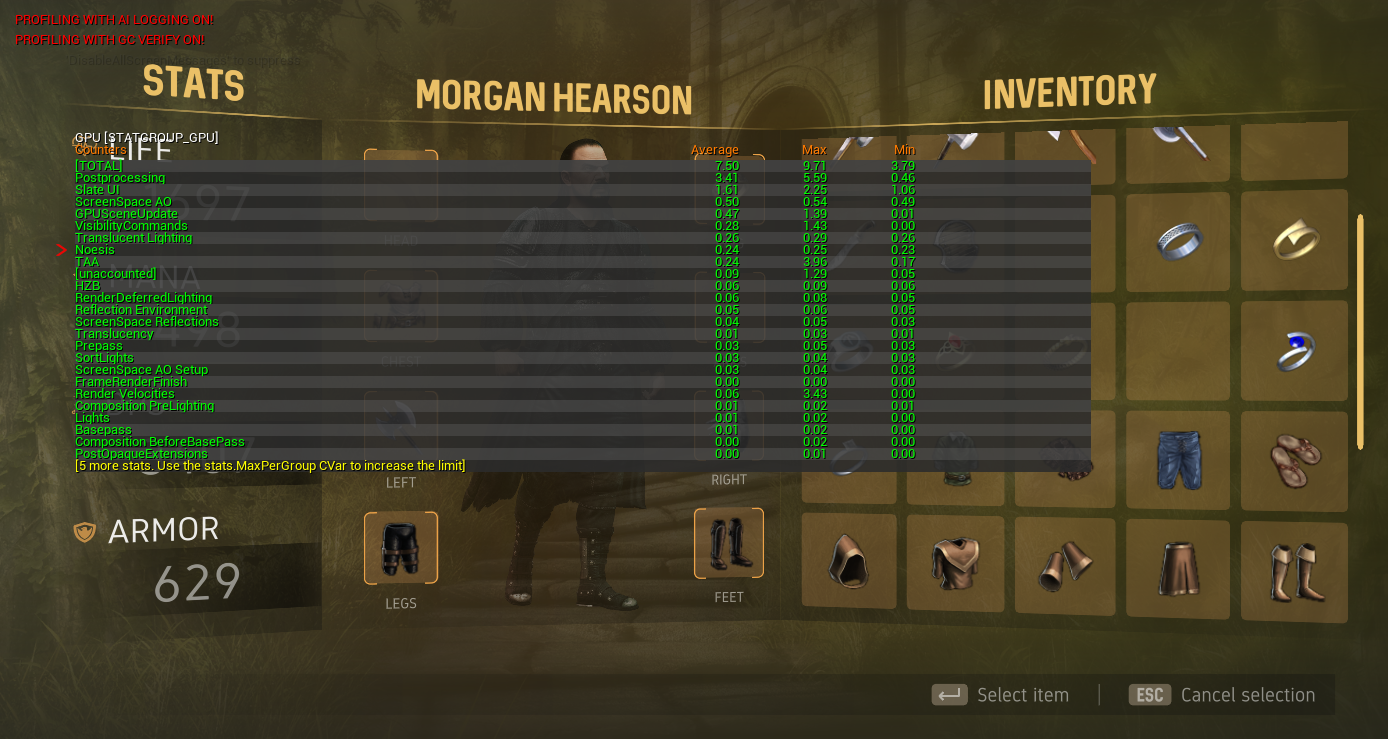 PROFILING WITH AI LOGGING ON!
PROFILING WITH GC VERIFY ON!
STATS
MORGAN HEARSON
INVENTORY
GPU [STATGROUP_GPU]
LIFE
Counters Average Max Min
[TOTAL] 7.50 9.71 3.79
Postprocessing 3.41 5.59 0.46
Slate UI 1.61 2.25 1.06
ScreenSpace AO 0.50 0.54 0.49
GPUSceneUpdate 0.47 1.39 0.01
VisibilityCommands 0.28 1.43 0.00
Translucent Lighting 0.26 0.29 0.26
> Noesis 0.24 0.25 0.23
TAA 0.24 3.96 0.17
MANA
[unaccounted] 0.09 1.29 0.05
HZB 0.06 0.09 0.06
RenderDeferredLighting 0.06 0.08 0.05
Reflection Environment 0.05 0.06 0.05
ScreenSpace Reflections 0.04 0.05 0.03
Translucency 0.01 0.03 0.01
Prepass 0.03 0.05 0.03
SortLights 0.03 0.04 0.03
ScreenSpace AO Setup 0.03 0.04 0.03
FrameRenderFinish 0.00 0.00 0.00
Render Velocities 0.06 3.43 0.00
Composition PreLighting 0.01 0.02 0.01
Lights 0.01 0.02 0.00
Basepass 0.01 0.02 0.00
Composition BeforeBasePass 0.00 0.02 0.00
PostOpaqueExtensions 0.00 0.01 0.00
[5 more stats. Use the stats.MaxPerGroup CVar to increase the limit]
LEFT
RIGHT
ARMOR
629
LEGS
FEET
Select item
ESC Cancel selection